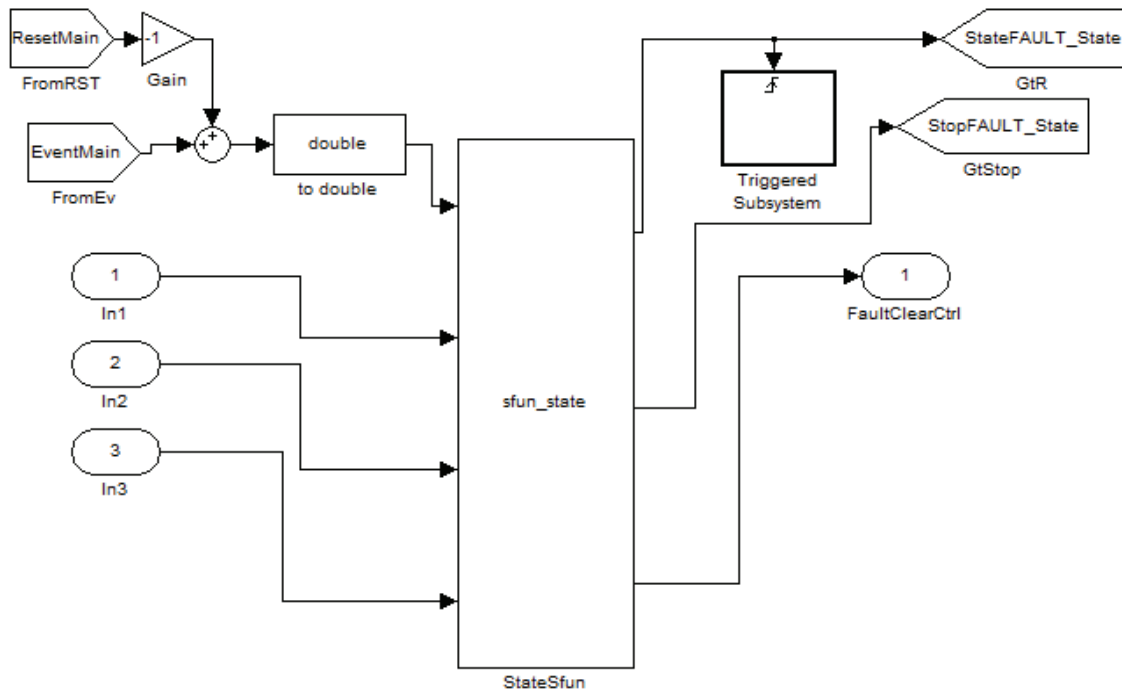 ResetMain
-1
FromRST
Gain
StateFAULT_State
GtR
EventMain
++
FromEv
double
to double
StopFAULT_State
GtStop
Triggered
Subsystem
1
In1
1
FaultClearCtrl
2
In2
sfun_state
3
In3
StateSfun